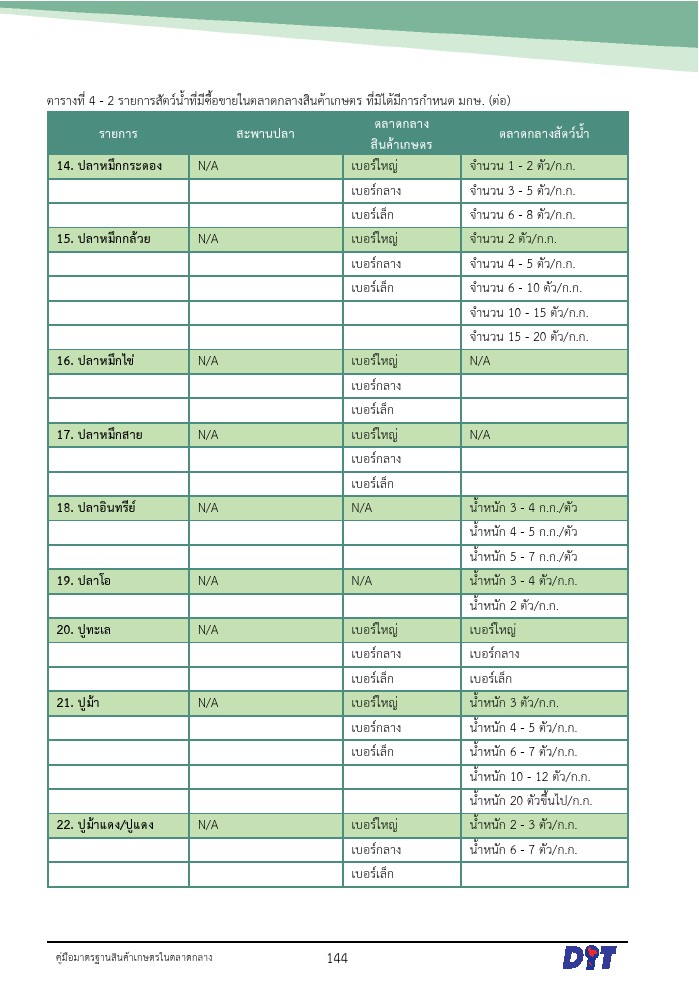 ตารางที่ 4 - 2 รายการสัตว์น้ำที่มีซื้อขายในตลาดกลางสินค้าเกษตร ที่มิได้มีการกำหนด มกษ. (ต่อ)
รายการ สะพานปลา ตลาดกลาง ตลาดกลางสัตว์น้ำ
สินค้าเกษตร
14. ปลาหมึกกระดอง N/A เบอร์ใหญ่ จำนวน 1 - 2 ตัว/ก.ก.
เบอร์กลาง จำนวน 3 - 5 ตัว/ก.ก.
เบอร์เล็ก จำนวน 6 - 8 ตัว/ก.ก.
15. ปลาหมึกกล้วย N/A เบอร์ใหญ่ จำนวน 2 ตัว/ก.ก.
เบอร์กลาง จำนวน 4 - 5 ตัว/ก.ก.
เบอร์เล็ก จำนวน 6 - 10 ตัว/ก.ก.
จำนวน 10 - 15 ตัว/ก.ก.
จำนวน 15 - 20 ตัว/ก.ก.
16. ปลาหมึกไข่ N/A เบอร์ใหญ่ N/A
เบอร์กลาง
เบอร์เล็ก
17. ปลาหมึกสาย N/A เบอร์ใหญ่ N/A
เบอร์กลาง
เบอร์เล็ก
18. ปลาอินทรีย์ N/A N/A น้ำหนัก 3 - 4 ก.ก./ตัว
น้ำหนัก 4 - 5 ก.ก./ตัว
น้ำหนัก 5 - 7 ก.ก./ตัว
19. ปลาโอ N/A N/A น้ำหนัก 3 - 4 ตัว/ก.ก.
น้ำหนัก 2 ตัว/ก.ก.
20. ปูทะเล N/A เบอร์ใหญ่ เบอร์ใหญ่
เบอร์กลาง เบอร์กลาง
เบอร์เล็ก เบอร์เล็ก
21. ปูม้า N/A เบอร์ใหญ่ น้ำหนัก 3 ตัว/ก.ก.
เบอร์กลาง น้ำหนัก 4 - 5 ตัว/ก.ก.
เบอร์เล็ก น้ำหนัก 6 - 7 ตัว/ก.ก.
น้ำหนัก 10 - 12 ตัว/ก.ก.
น้ำหนัก 20 ตัวขึ้นไป/ก.ก.
22. ปูม้าแดง/ปูแดง N/A เบอร์ใหญ่ น้ำหนัก 2 - 3 ตัว/ก.ก.
เบอร์กลาง น้ำหนัก 6 - 7 ตัว/ก.ก.
เบอร์เล็ก
คู่มือมาตรฐานสินค้าเกษตรในตลาดกลาง 144 DIT